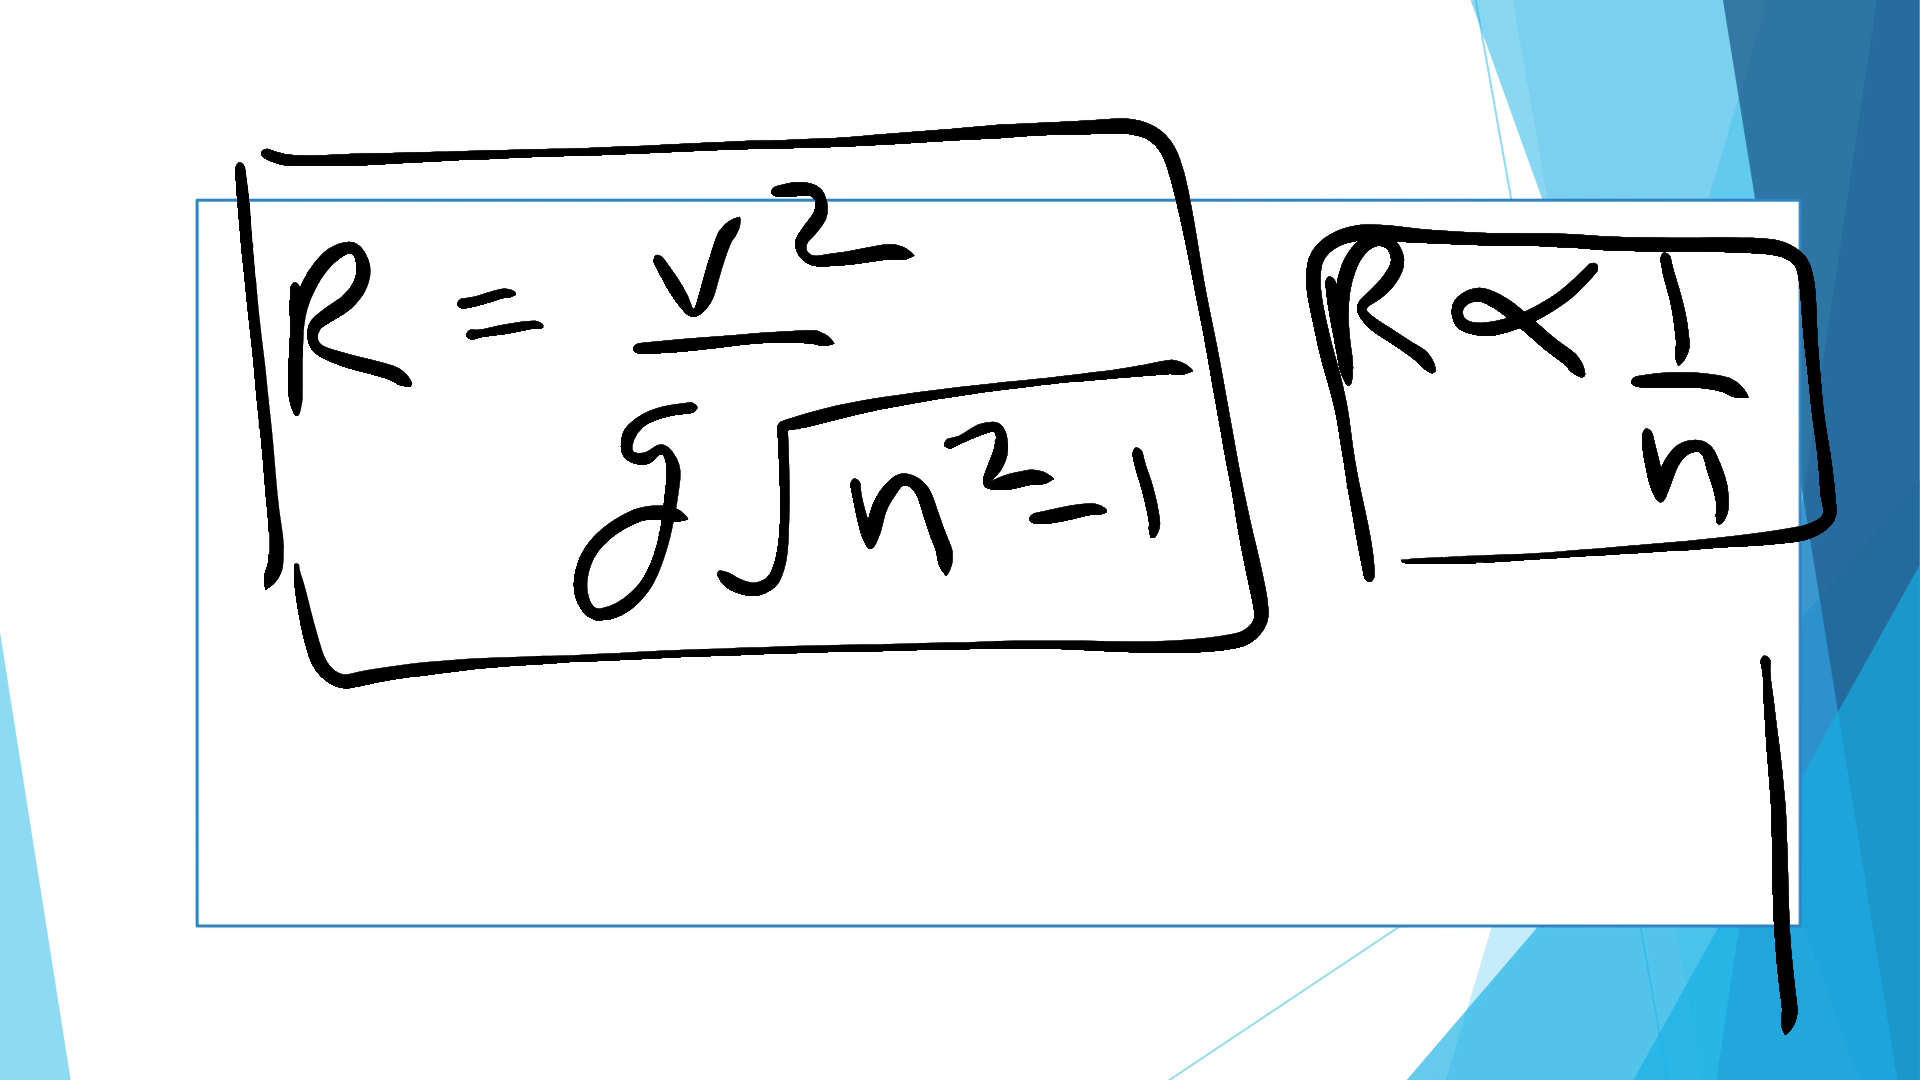 R = v²/g√(n²-1)
R ∝ 1/n